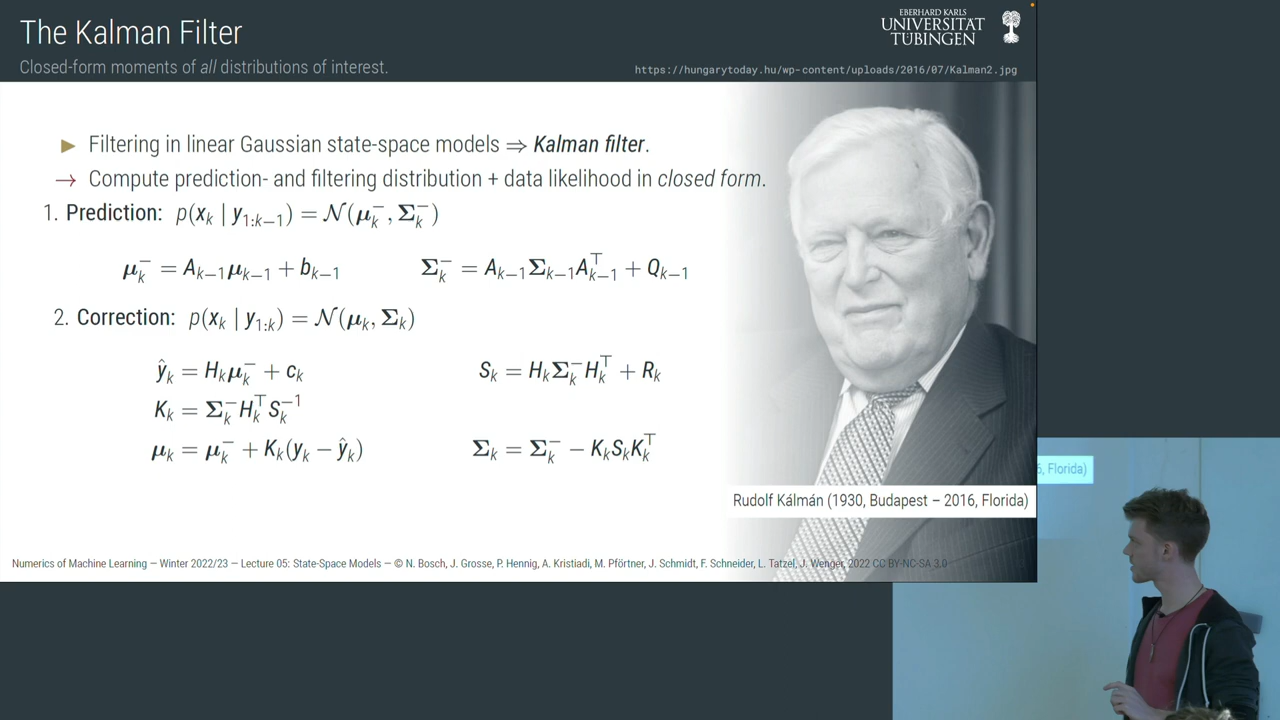 The Kalman Filter
Closed-form moments of all distributions of interest.
EBERHARD KARLS
UNIVERSITÄT
TÜBINGEN
https://hungarytoday.hu/wp-content/uploads/2016/07/Kalman2.jpg
▶ Filtering in linear Gaussian state-space models ⇒ Kalman filter.
→ Compute prediction- and filtering distribution + data likelihood in closed form.
1. Prediction: p(x_k | y_{1:k−1}) = 𝒩(μ_k^−, Σ_k^−)
μ_k^− = A_{k−1}μ_{k−1} + b_{k−1} Σ_k^− = A_{k−1}Σ_{k−1}A_{k−1}^⊤ + Q_{k−1}
2. Correction: p(x_k | y_{1:k}) = 𝒩(μ_k, Σ_k)
ŷ_k = H_kμ_k^− + c_k S_k = H_kΣ_k^−H_k^⊤ + R_k
K_k = Σ_k^−H_k^⊤S_k^{−1}
μ_k = μ_k^− + K_k(y_k − ŷ_k) Σ_k = Σ_k^− − K_kS_kK_k^⊤
Rudolf Kálmán (1930, Budapest – 2016, Florida)
6, Florida)
Numerics of Machine Learning — Winter 2022/23 — Lecture 05: State-Space Models — © N. Bosch, J. Grosse, P. Hennig, A. Kristiadi, M. Pförtner, J. Schmidt, F. Schneider, L. Tatzel, J. Wenger, 2022 CC BY-NC-SA 3.0